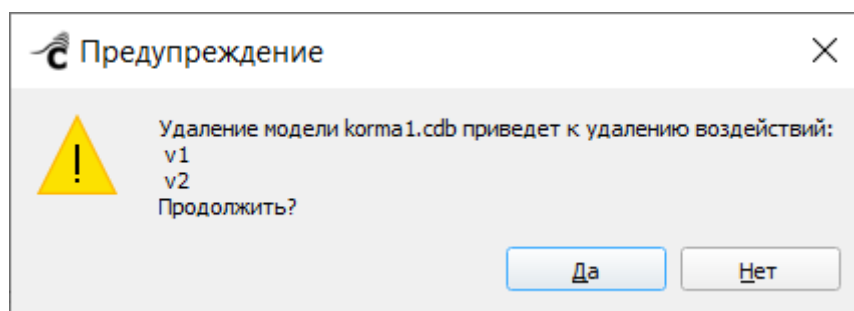 Предупреждение
Удаление модели korma1.cdb приведет к удалению воздействий:
v1
v2
Продолжить?
Да
Нет